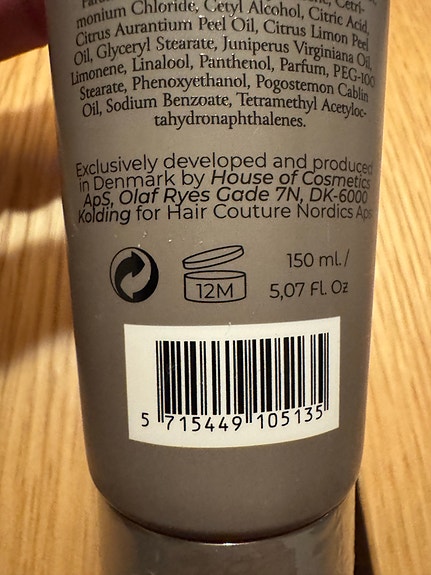 monium Chloride, Cetyl Alcohol, Citric Acid,
Citrus Aurantium Peel Oil, Citrus Limon Peel
Oil, Glyceryl Stearate, Juniperus Virginiana Oil,
Limonene, Linalool, Panthenol, Parfum, PEG-100
Stearate, Phenoxyethanol, Pogostemon Cablin
Oil, Sodium Benzoate, Tetramethyl Acetyloc-
tahydronaphthalenes.
Exclusively developed and produced
in Denmark by House of Cosmetics
ApS, Olaf Ryes Gade 7N, DK-6000
Kolding for Hair Couture Nordics Aps
12M
150 ml./
5,07 Fl. Oz
5 715449 105135